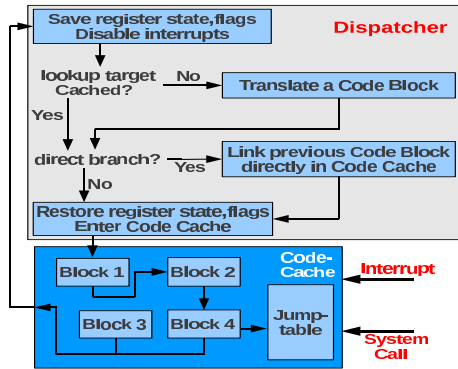 Save register state,flags
Disable interrupts
Dispatcher
lookup target
Cached?
No
Translate a Code Block
Yes
direct branch?
Yes
Link previous Code Block
directly in Code Cache
No
Restore register state,flags
Enter Code Cache
Code-
Cache
Block 1
Block 2
Interrupt
Block 3
Block 4
Jump-
table
System
Call